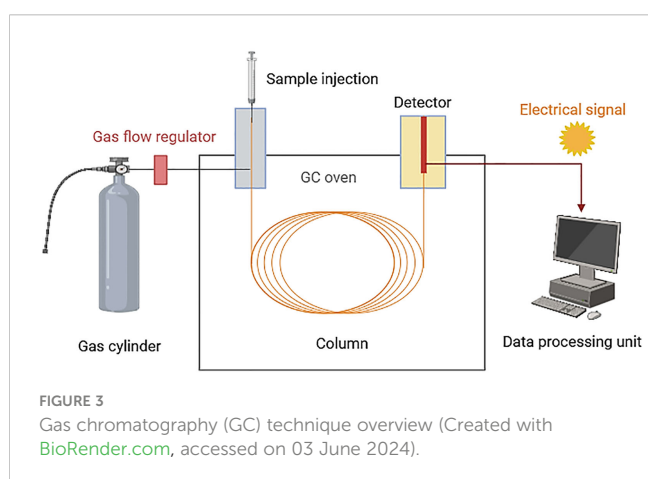 Sample injection
Detector
Electrical signal
Gas flow regulator
GC oven
Gas cylinder
Column
Data processing unit
FIGURE 3
Gas chromatography (GC) technique overview (Created with
BioRender.com, accessed on 03 June 2024).